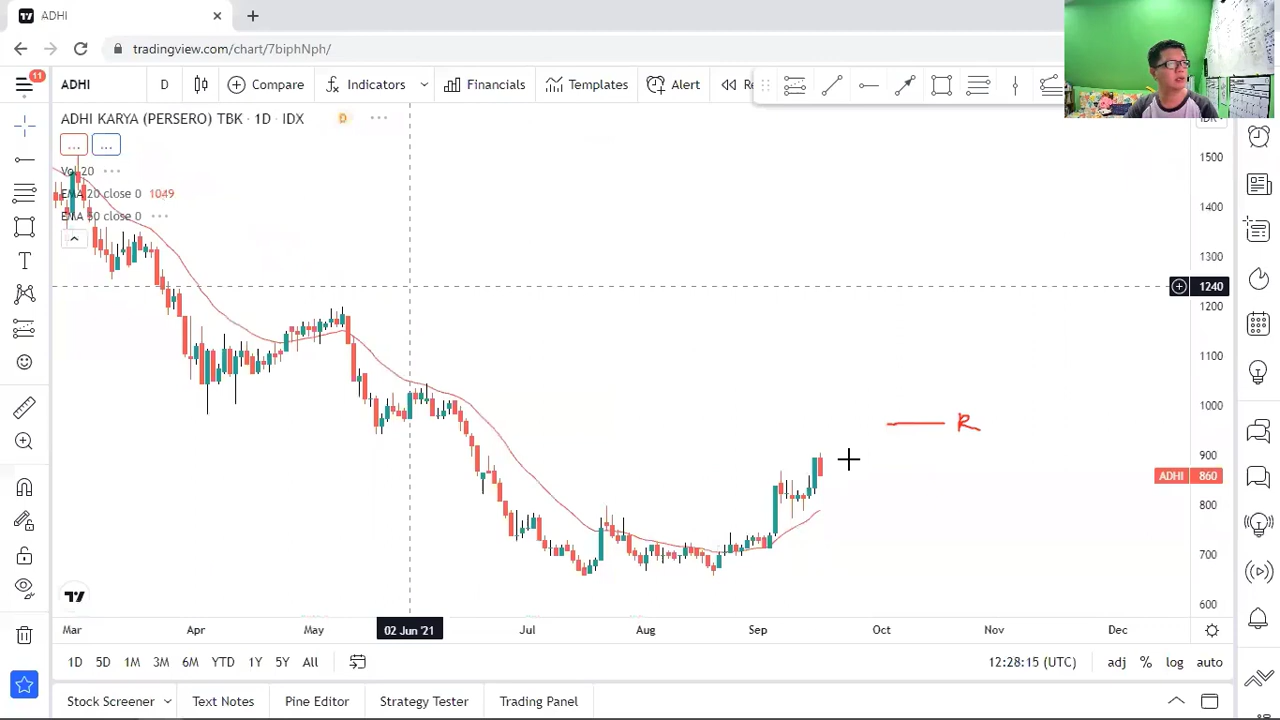 ADHI
tradingview.com/chart/7biphNph/
11
ADHI
D
Compare
Indicators
Financials
Templates
Alert
Re
ADHI KARYA (PERSERO) TBK · 1D · IDX
D
Vol 20
EMA 20 close 0 1049
EMA 50 close 0
1500
1400
1300
1240
1200
1100
1000
R
900
ADHI 860
800
700
600
Mar
Apr
May
02 Jun '21
Jul
Aug
Sep
Oct
Nov
Dec
1D 5D 1M 3M 6M YTD 1Y 5Y All
12:28:15 (UTC)
adj % log auto
Stock Screener
Text Notes
Pine Editor
Strategy Tester
Trading Panel